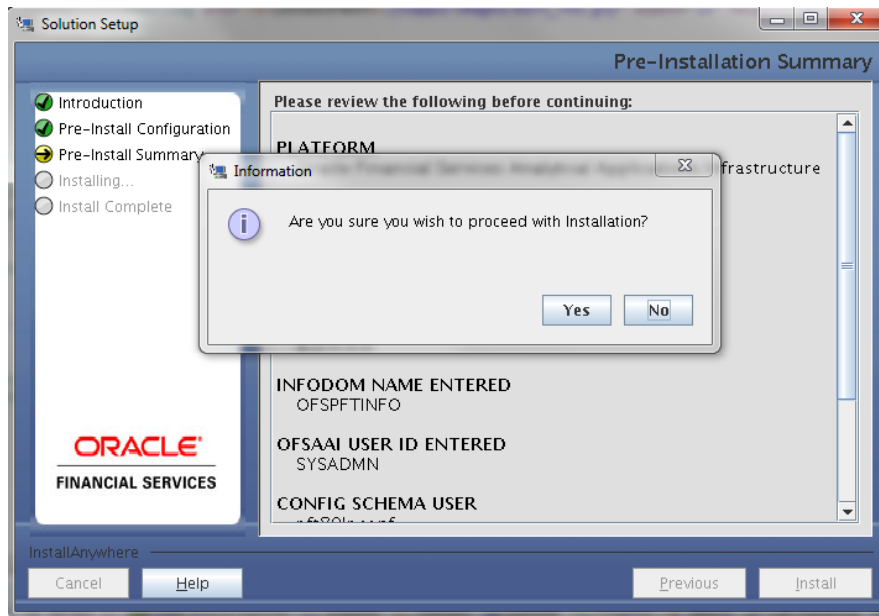 Solution Setup
Pre-Installation Summary
Introduction
Pre-Install Configuration
Pre-Install Summary
Installing...
Install Complete
ORACLE
FINANCIAL SERVICES
Please review the following before continuing:
PLATFORM
Information
Are you sure you wish to proceed with Installation?
Yes
No
INFODOM NAME ENTERED
OFSPFTINFO
OFSAAI USER ID ENTERED
SYSADMN
CONFIG SCHEMA USER
InstallAnywhere
Cancel
Help
Previous
Install